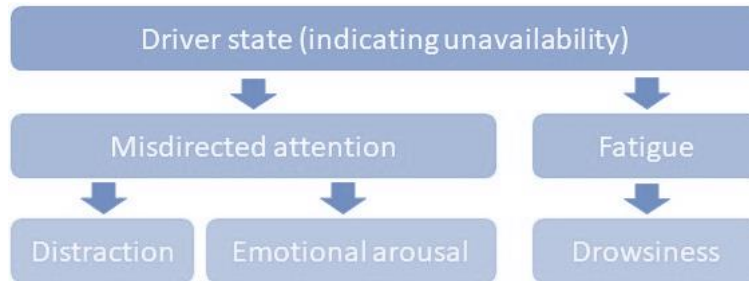 Driver state (indicating unavailability)
Misdirected attention
Fatigue
Distraction
Emotional arousal
Drowsiness